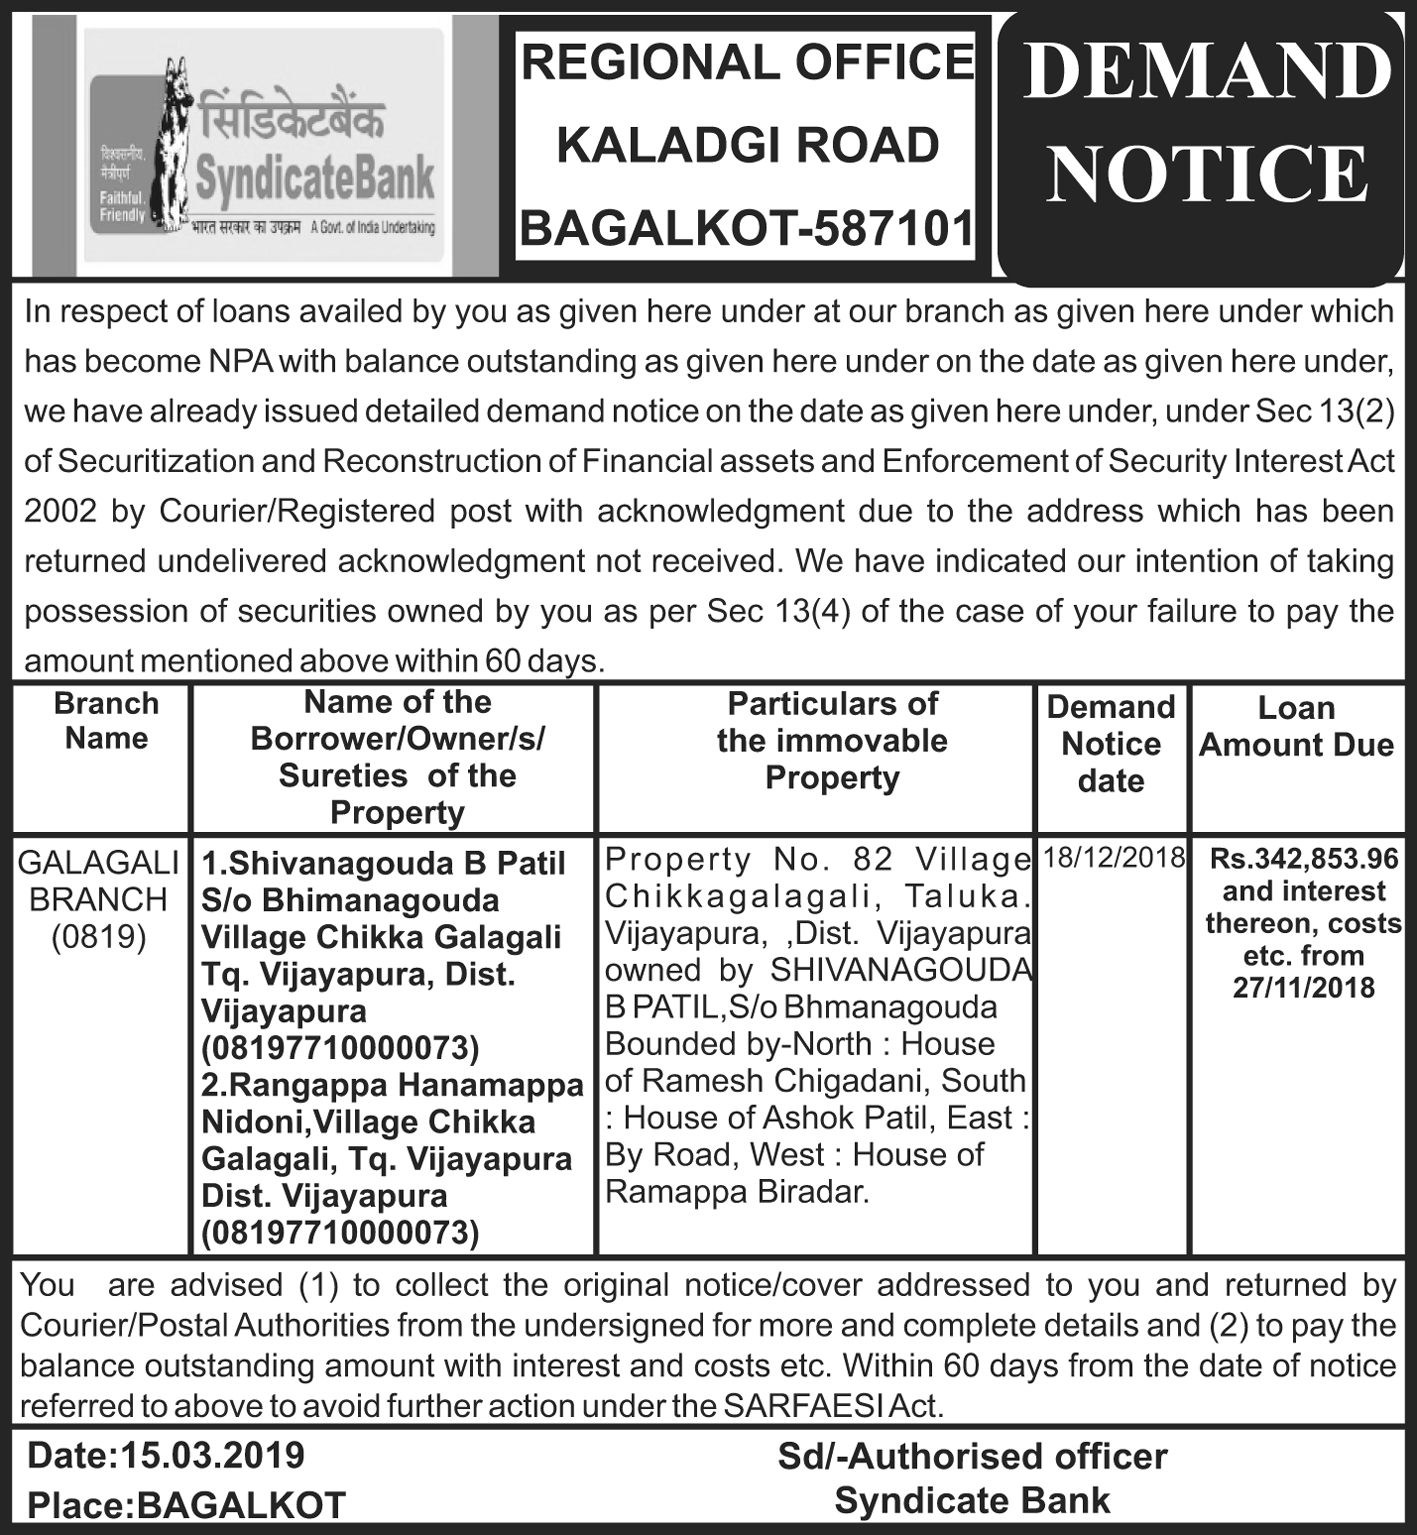 सिंडिकेटबैंक
SyndicateBank
विश्वसनीय, मैत्रीपूर्ण
Faithful, Friendly
भारत सरकार का उपक्रम A Govt. of India Undertaking
REGIONAL OFFICE
KALADGI ROAD
BAGALKOT-587101
DEMAND
NOTICE
In respect of loans availed by you as given here under at our branch as given here under which
has become NPA with balance outstanding as given here under on the date as given here under,
we have already issued detailed demand notice on the date as given here under, under Sec 13(2)
of Securitization and Reconstruction of Financial assets and Enforcement of Security Interest Act
2002 by Courier/Registered post with acknowledgment due to the address which has been
returned undelivered acknowledgment not received. We have indicated our intention of taking
possession of securities owned by you as per Sec 13(4) of the case of your failure to pay the
amount mentioned above within 60 days.
Branch
Name
Name of the
Borrower/Owner/s/
Sureties of the
Property
Particulars of
the immovable
Property
Demand
Notice
date
Loan
Amount Due
GALAGALI
BRANCH
(0819)
1.Shivanagouda B Patil
S/o Bhimanagouda
Village Chikka Galagali
Tq. Vijayapura, Dist.
Vijayapura
(08197710000073)
2.Rangappa Hanamappa
Nidoni,Village Chikka
Galagali, Tq. Vijayapura
Dist. Vijayapura
(08197710000073)
Property No. 82 Village
Chikkagalagali, Taluka.
Vijayapura, ,Dist. Vijayapura
owned by SHIVANAGOUDA
B PATIL,S/o Bhmanagouda
Bounded by-North : House
of Ramesh Chigadani, South
: House of Ashok Patil, East :
By Road, West : House of
Ramappa Biradar.
18/12/2018
Rs.342,853.96
and interest
thereon, costs
etc. from
27/11/2018
You are advised (1) to collect the original notice/cover addressed to you and returned by
Courier/Postal Authorities from the undersigned for more and complete details and (2) to pay the
balance outstanding amount with interest and costs etc. Within 60 days from the date of notice
referred to above to avoid further action under the SARFAESI Act.
Date:15.03.2019
Place:BAGALKOT
Sd/-Authorised officer
Syndicate Bank